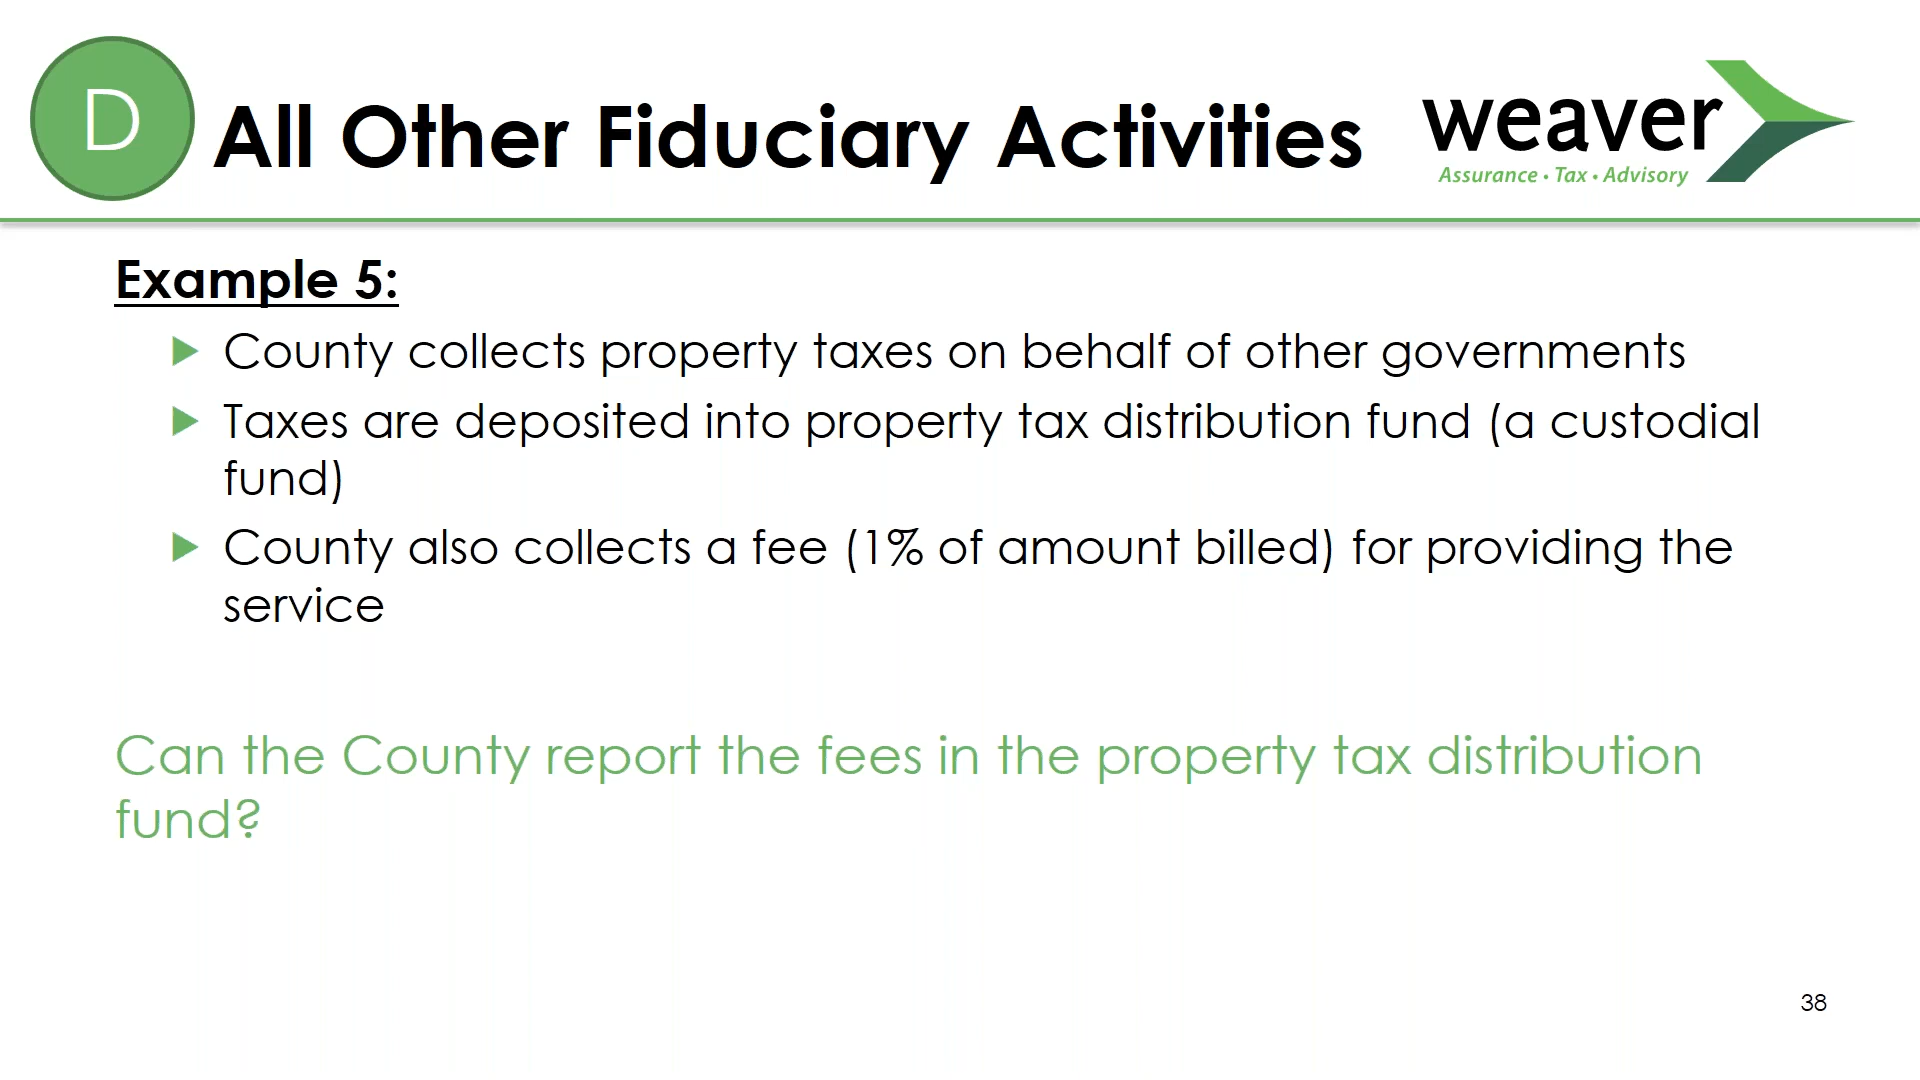 D
All Other Fiduciary Activities
weaver
Assurance • Tax • Advisory
Example 5:
County collects property taxes on behalf of other governments
Taxes are deposited into property tax distribution fund (a custodial
fund)
County also collects a fee (1% of amount billed) for providing the
service
Can the County report the fees in the property tax distribution
fund?
38